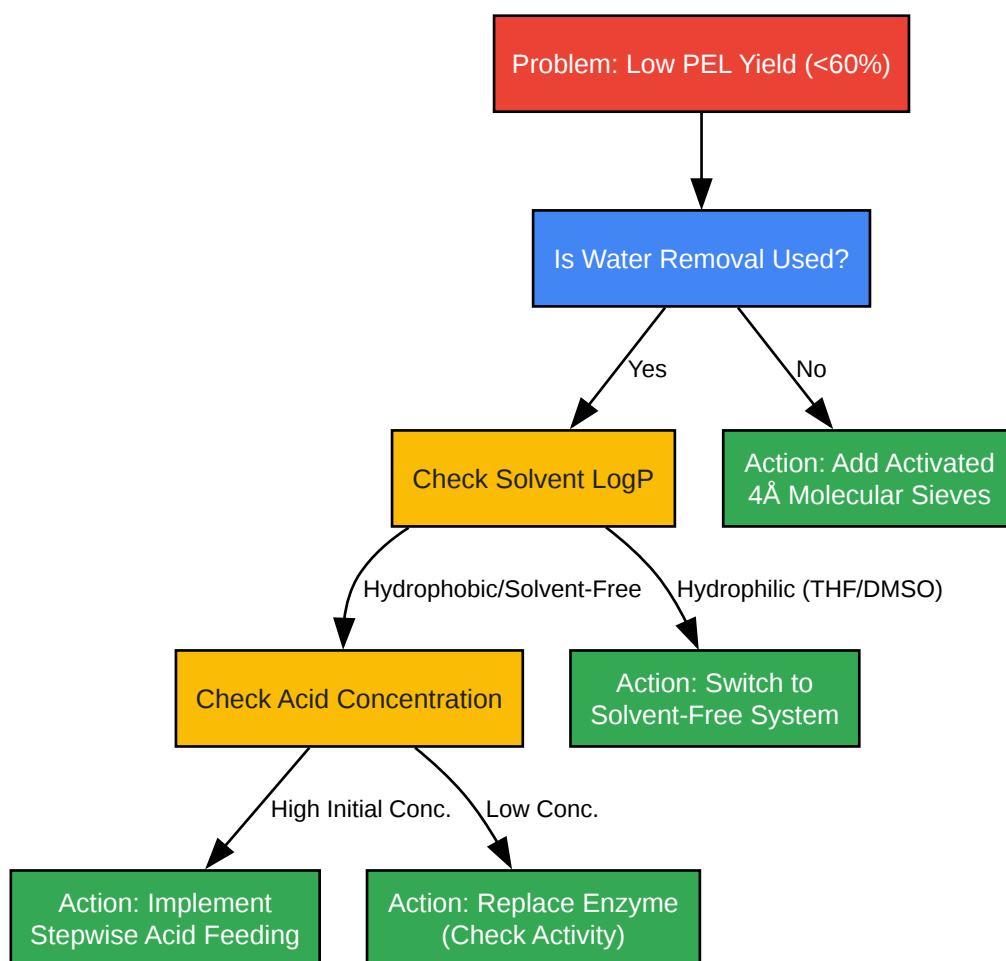 Problem: Low PEL Yield (<60%)
Is Water Removal Used?
Yes
No
Check Solvent LogP
Action: Add Activated
4Å Molecular Sieves
Hydrophobic/Solvent-Free
Hydrophilic (THF/DMSO)
Check Acid Concentration
Action: Switch to
Solvent-Free System
High Initial Conc.
Low Conc.
Action: Implement
Stepwise Acid Feeding
Action: Replace Enzyme
(Check Activity)